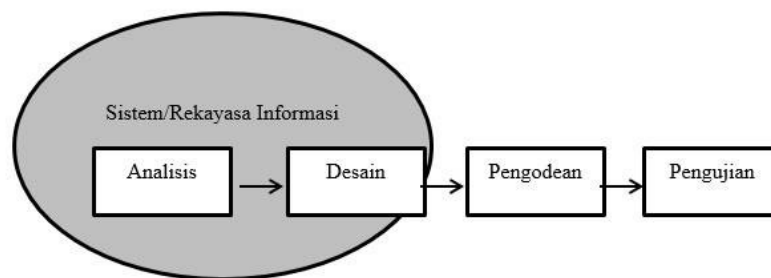 Sistem/Rekayasa Informasi
Analisis
Desain
Pengodean
Pengujian